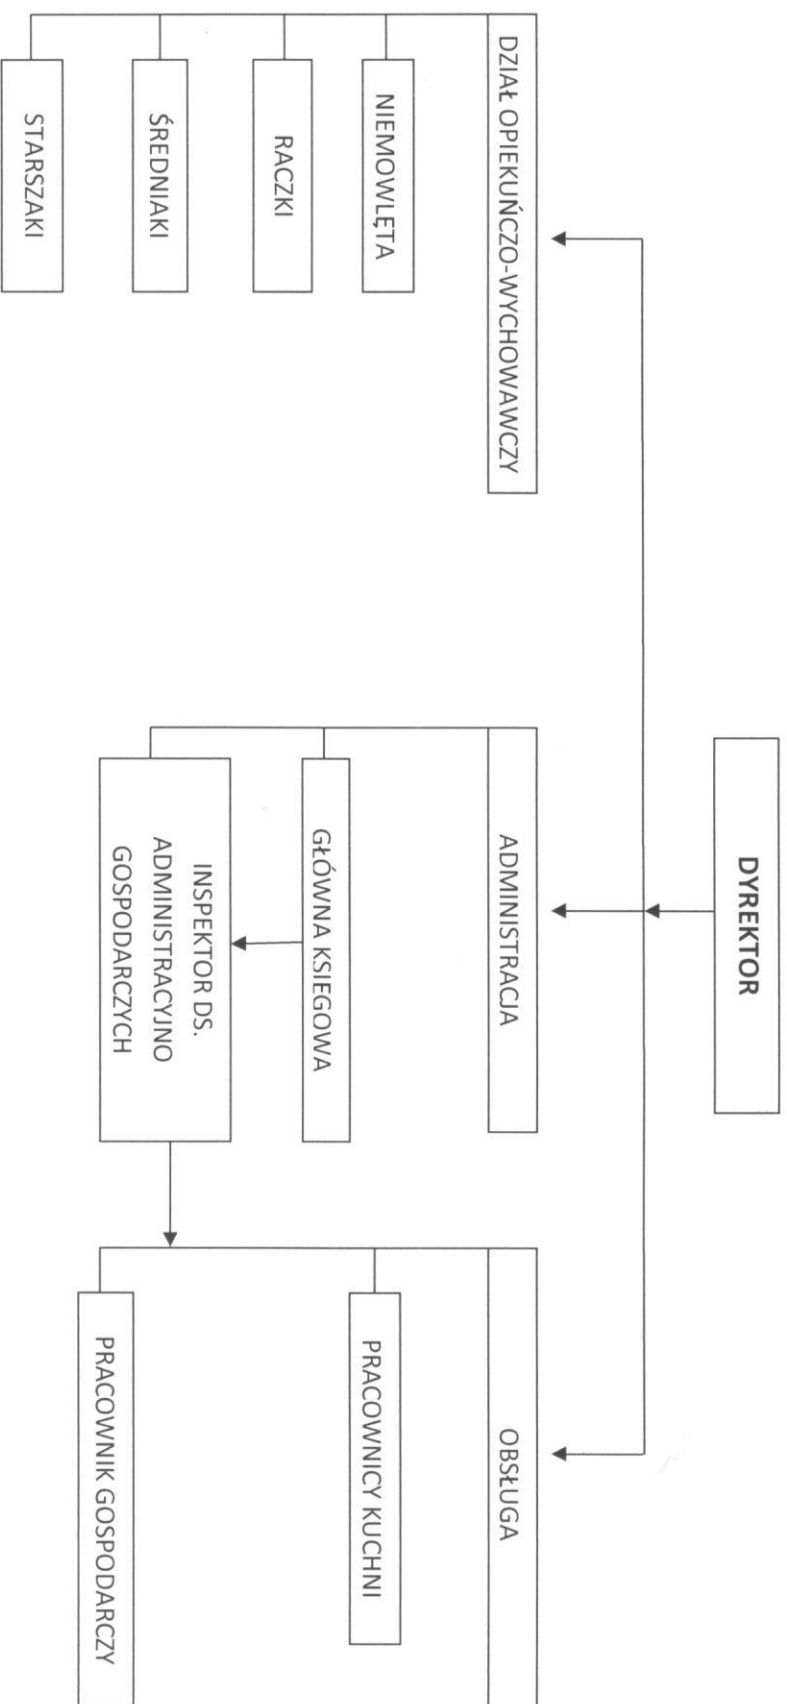 DYREKTOR
DZIAŁ OPIEKUŃCZO-WYCHOWAWCZY
NIEMOWLĘTA
RACZKI
ŚREDNIAKI
STARSZAKI
ADMINISTRACJA
GŁÓWNA KSIEGOWA
INSPEKTOR DS.
ADMINISTRACYJNO
GOSPODARCZYCH
OBSŁUGA
PRACOWNICY KUCHNI
PRACOWNIK GOSPODARCZY